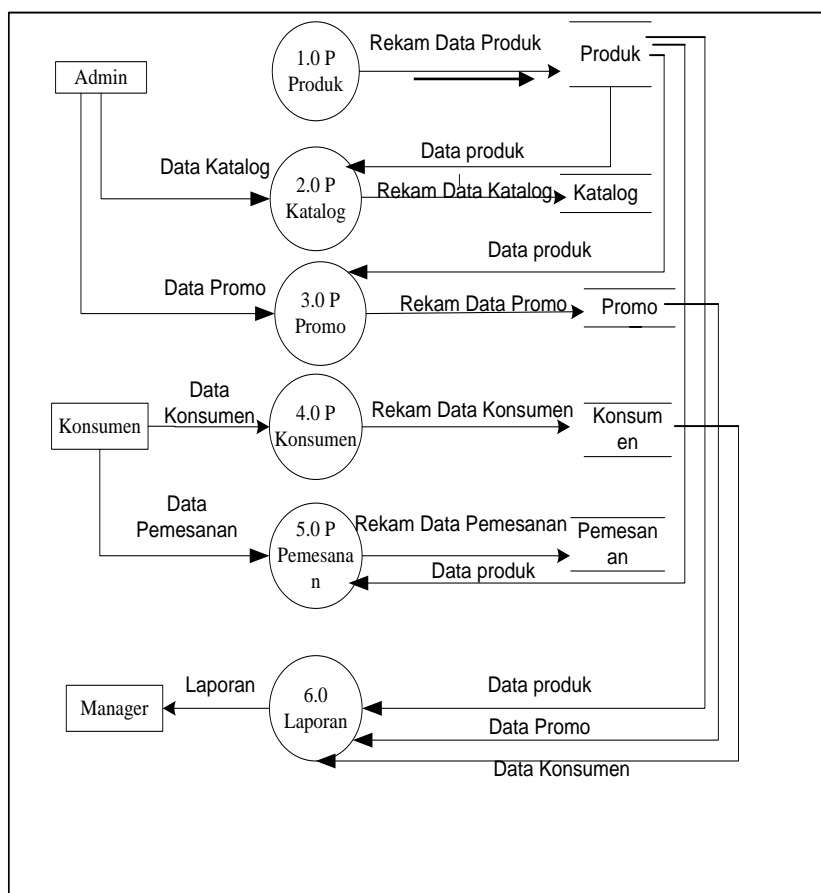 Rekam Data Produk
1.0 P
Produk
Produk
Admin
Data produk
Data Katalog
2.0 P
Katalog
Rekam Data Katalog
Katalog
Data produk
Data Promo
3.0 P
Promo
Rekam Data Promo
Promo
Data
Konsumen
Konsumen
4.0 P
Konsumen
Rekam Data Konsumen
Konsum
en
Data
Pemesanan
5.0 P
Pemesana
n
Rekam Data Pemesanan
Pemesan
an
Data produk
Laporan
Manager
6.0
Laporan
Data produk
Data Promo
Data Konsumen